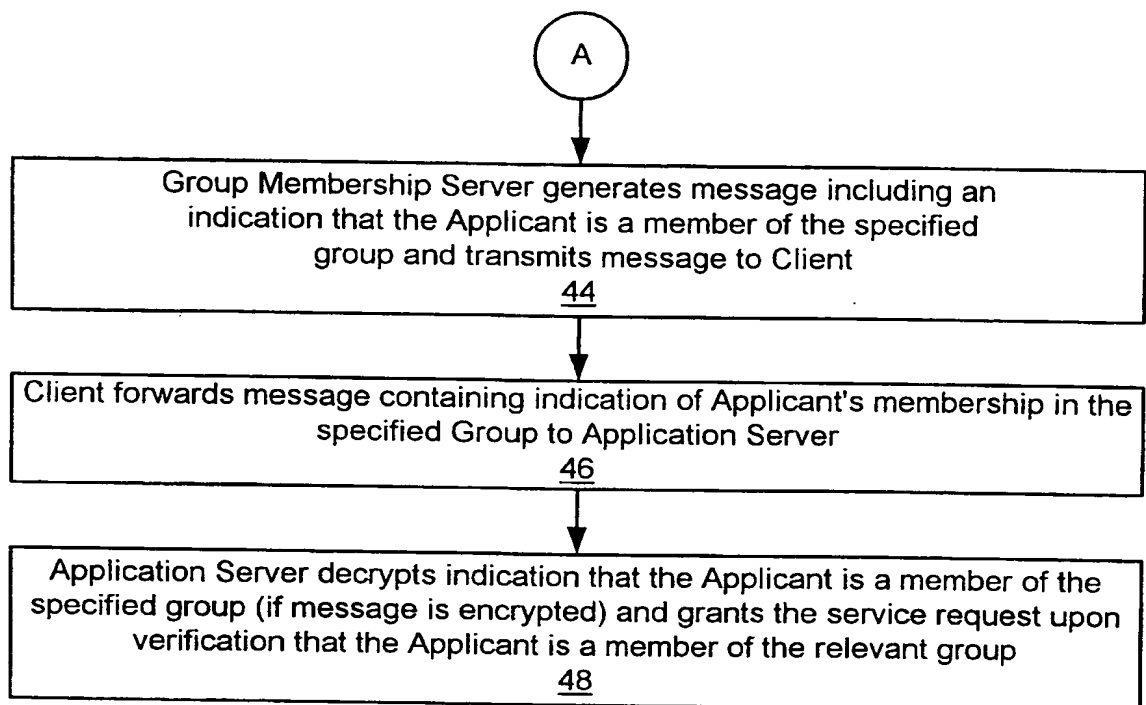 A
Group Membership Server generates message including an
indication that the Applicant is a member of the specified
group and transmits message to Client
44
Client forwards message containing indication of Applicant's membership in the
specified Group to Application Server
46
Application Server decrypts indication that the Applicant is a member of the
specified group (if message is encrypted) and grants the service request upon
verification that the Applicant is a member of the relevant group
48